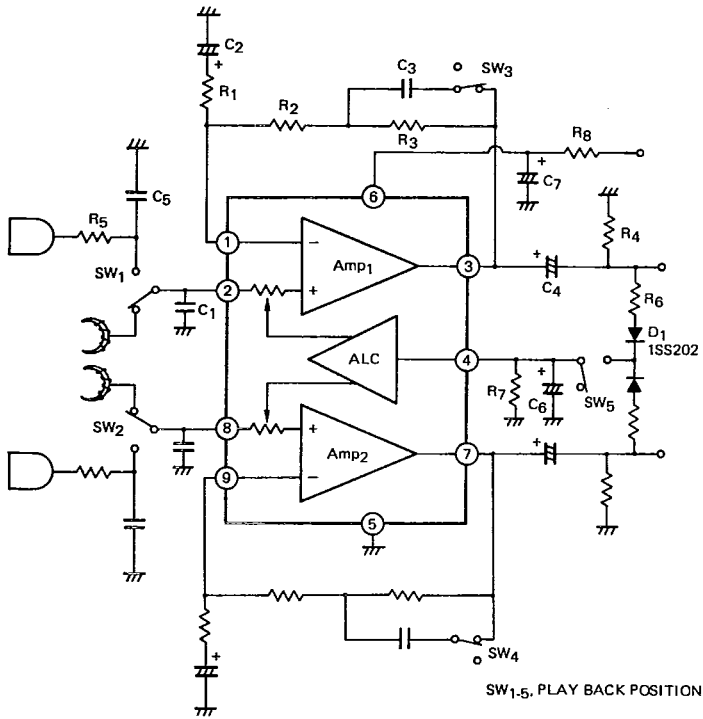 C2
+
R1
C3
SW3
R2
R3
R8
+
C7
C5
R5
SW1
6
R4
1
−
Amp1
3
+
C4
2
+
C1
R6
D1
1SS202
ALC
4
R7
+
C6
SW5
SW2
8
+
Amp2
7
+
9
−
5
+
SW4
SW1-5, PLAY BACK POSITION